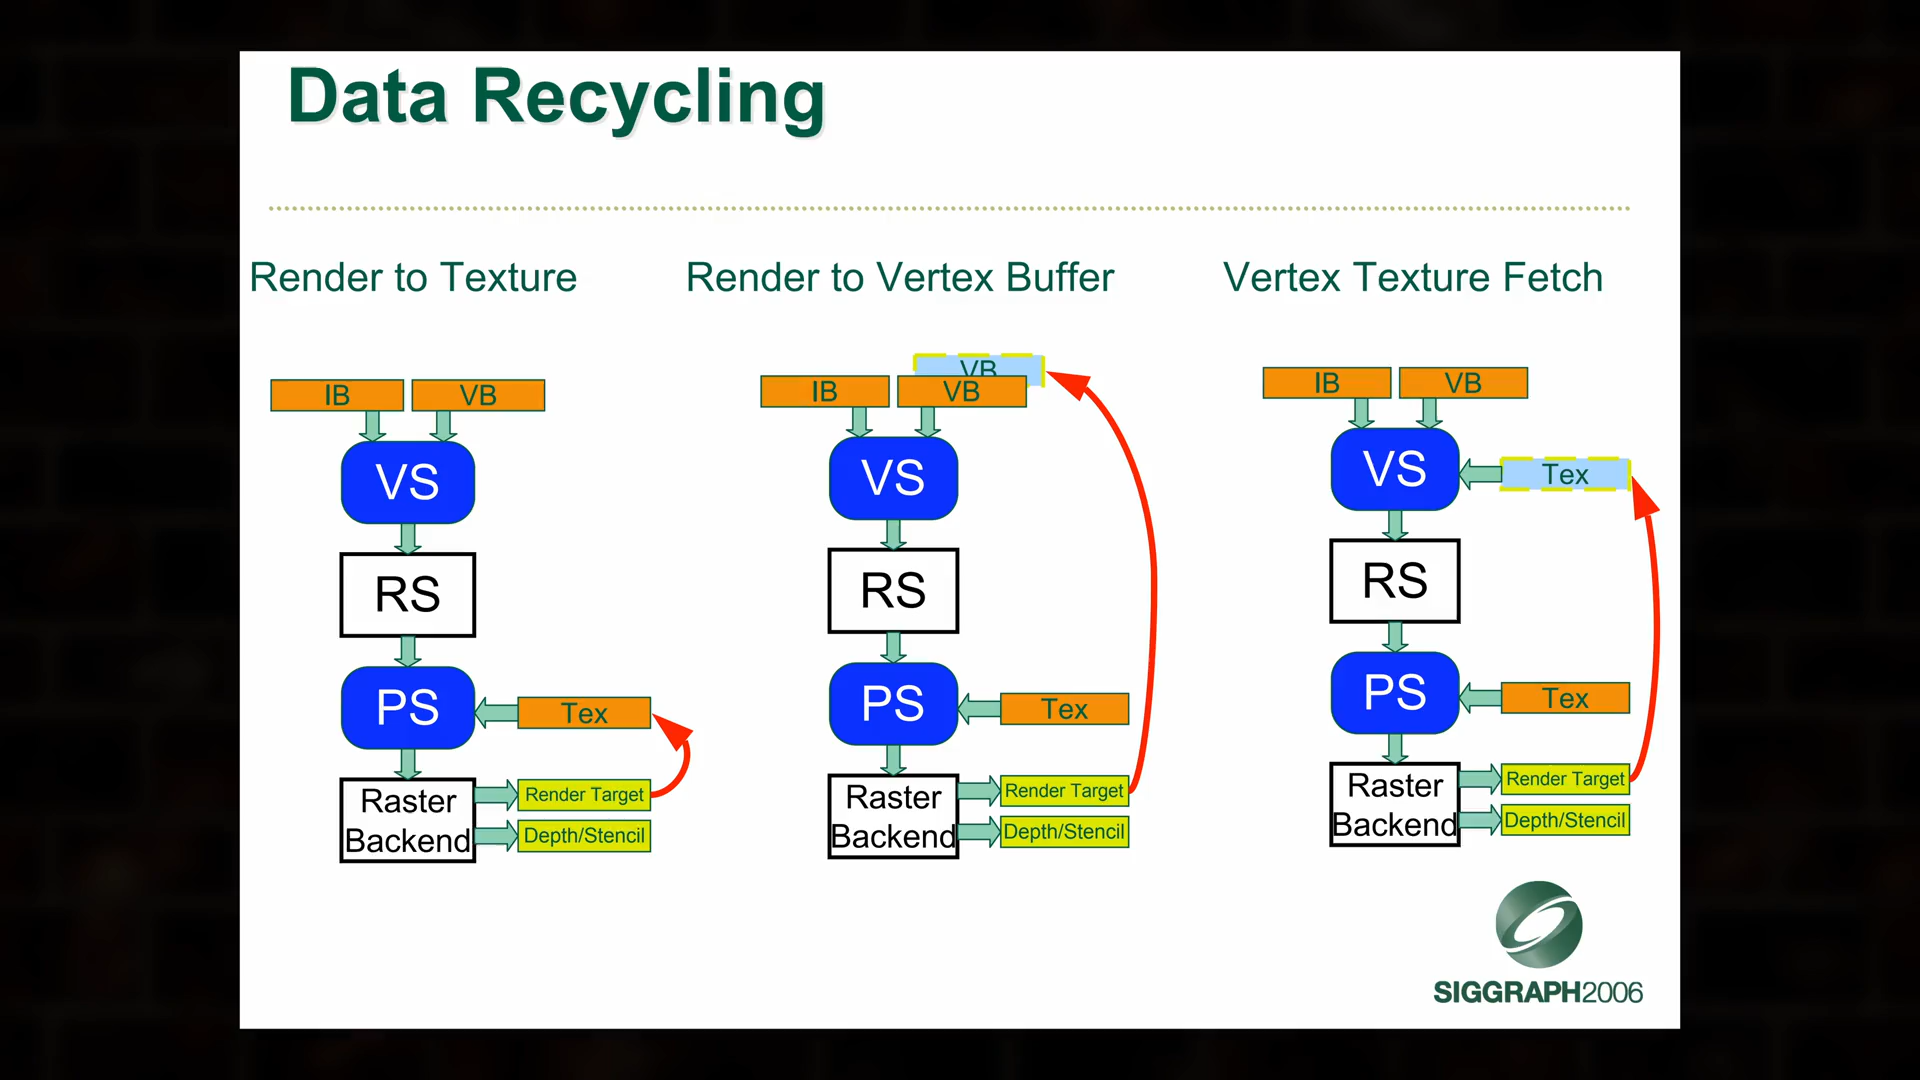 Data Recycling
Render to Texture
IB
VB
VS
RS
PS
Tex
Raster
Backend
Render Target
Depth/Stencil
Render to Vertex Buffer
VB
IB
VB
VS
RS
PS
Tex
Raster
Backend
Render Target
Depth/Stencil
Vertex Texture Fetch
IB
VB
VS
Tex
RS
PS
Tex
Raster
Backend
Render Target
Depth/Stencil
SIGGRAPH2006